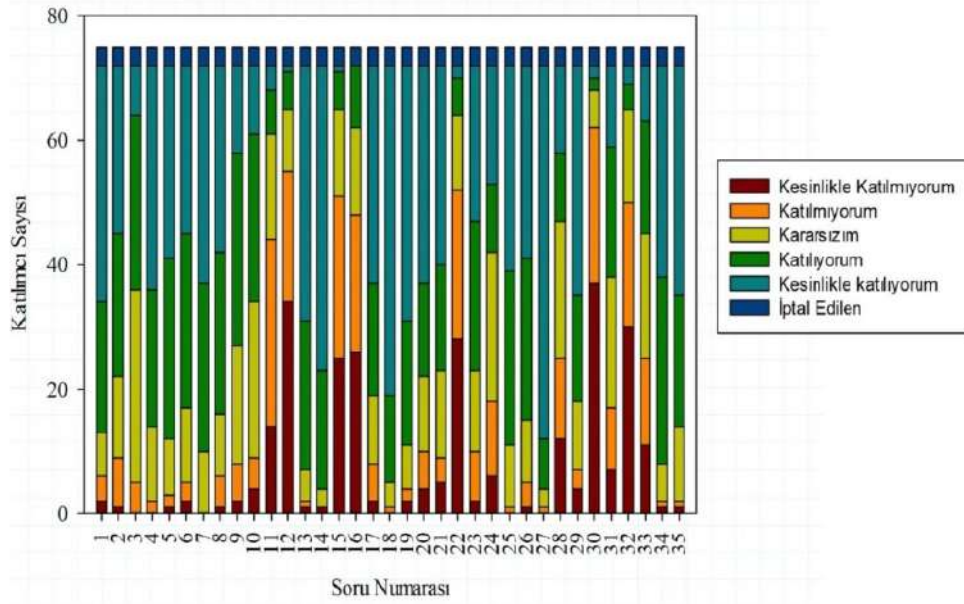 80
60
40
20
0
Katılımcı Sayısı
1 2 3 4 5 6 7 8 9 10 11 12 13 14 15 16 17 18 19 20 21 22 23 24 25 26 27 28 29 30 31 32 33 34 35
Soru Numarası
Kesinlikle Katılmıyorum
Katılmıyorum
Kararsızım
Katılıyorum
Kesinlikle katılıyorum
İptal Edilen